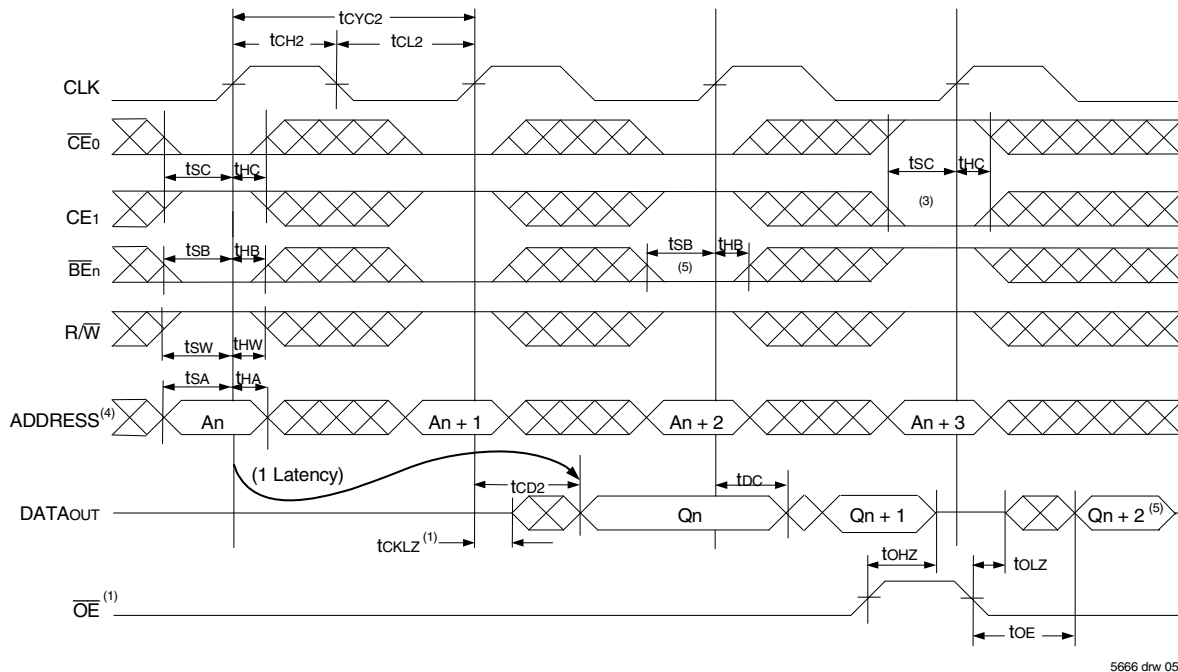 tCYC2
tCH2 tCL2
CLK
CE0
tSC tHC tSC tHC
CE1 (3)
tSB tHB tSB tHB
BEn (5)
R/W
tSW tHW
tSA tHA
ADDRESS(4) An An + 1 An + 2 An + 3
(1 Latency) tCD2 tDC
DATAOUT Qn Qn + 1 Qn + 2 (5)
tCKLZ (1)
tOHZ tOLZ
OE (1)
tOE
5666 drw 05